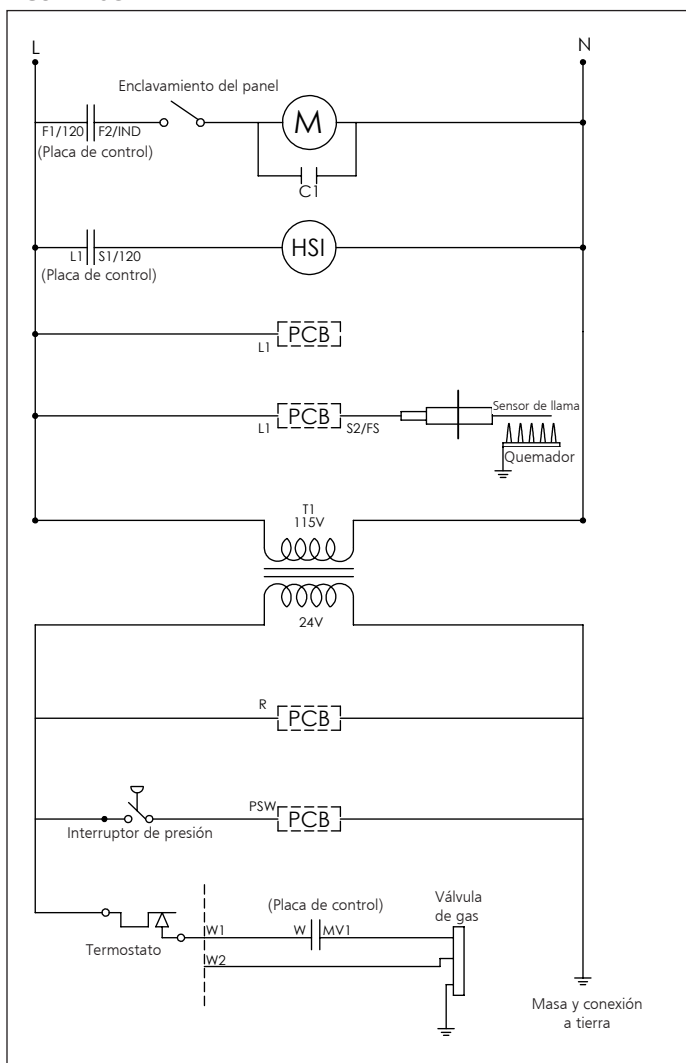 L
N
Enclavamiento del panel
M
F1/120 F2/IND
(Placa de control)
C1
HSI
L1 S1/120
(Placa de control)
PCB
L1
PCB
L1
S2/FS
Sensor de llama
Quemador
T1
115V
24V
R
PCB
PSW
PCB
Interruptor de presión
(Placa de control)
Válvula
de gas
W1
W
MV1
Termostato
W2
Masa y conexión
a tierra